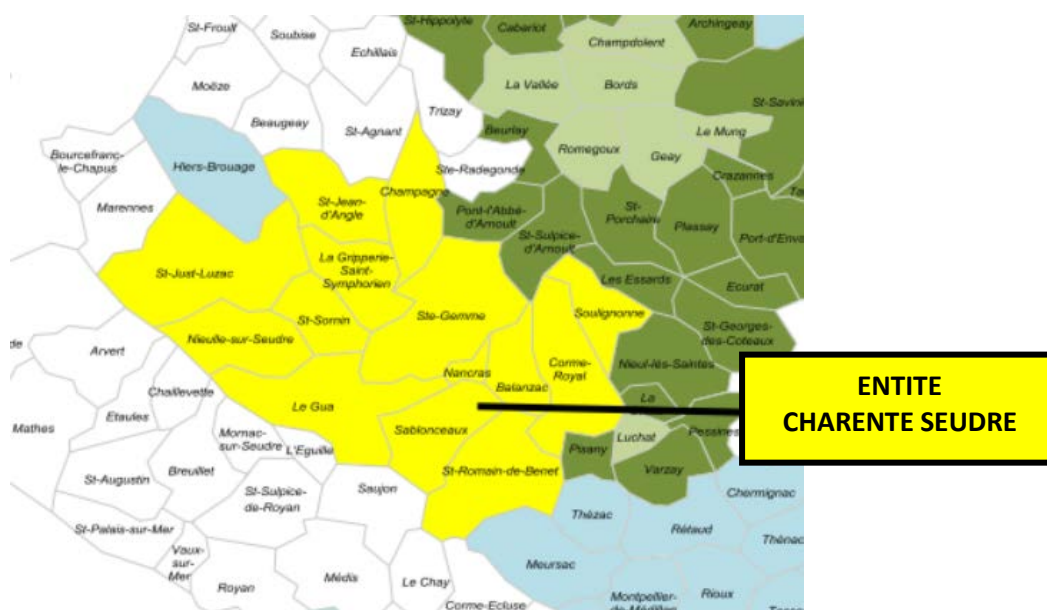 St-Froult
Soubise
Echillais
St-Hippolyte
Cabariot
Champdolent
Archingeay
Moëze
Beaugeay
St-Agnant
Trizay
La Vallée
Bords
Beurlay
Romegoux
Geay
Le Mung
Crazannes
Bourcefranc-
le-Chapus
Hiers-Brouage
Marennes
Ste-Radegonde
Champagne
St-Jean-
d'Angle
Pont-l'Abbé-
d'Arnoult
St-Sulpice-
d'Arnoult
St-
Porchaire
Plassay
St-Just-Luzac
La Gripperie-
Saint-
Symphorien
Les Essards
Ecurat
Ste-Gemme
Soulignonne
St-Sornin
Nieulle-sur-Seudre
St-Georges-
des-Coteaux
Arvert
Nancras
Balanzac
Corme-
Royal
Nieul-lès-Saintes
ENTITE
CHARENTE SEUDRE
Chaillevette
Etaules
Mathes
Le Gua
Mornac-
sur-Seudre
L'Eguille
Sablonceaux
La
Luchat
Pessines
Pisany
Varzay
St-Romain-de-Benet
Breuillet
St-Augustin
St-Sulpice-
de-Royan
Saujon
Chermignac
Thézac
Rétaud
St-Palais-sur-Mer
Vaux-
sur-
Mer
Royan
Médis
Le Chay
Meursac
Rioux
Corme-Ecluse